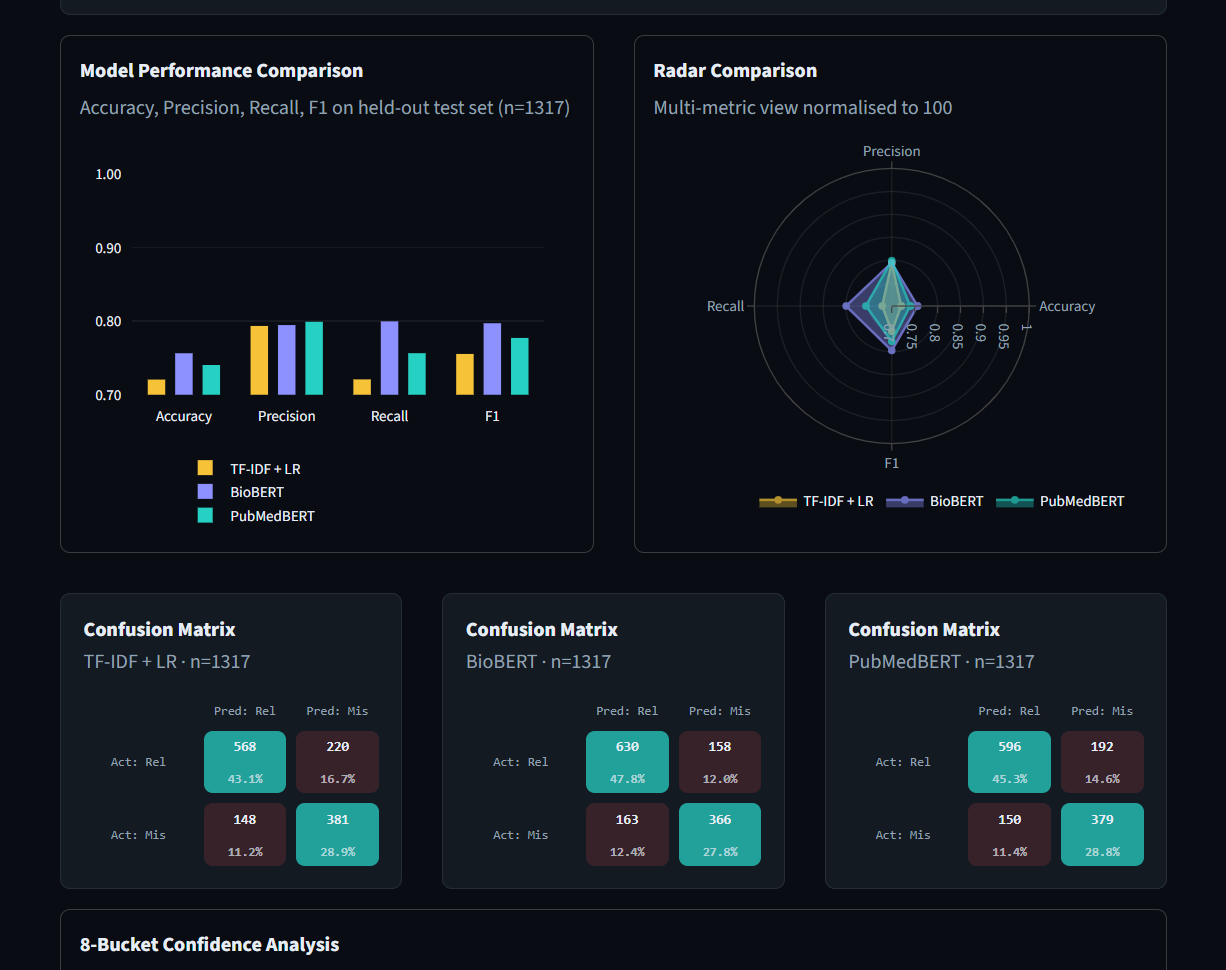 Model Performance Comparison
Accuracy, Precision, Recall, F1 on held-out test set (n=1317)
1.00
0.90
0.80
0.70
Accuracy Precision Recall F1
TF-IDF + LR
BioBERT
PubMedBERT
Radar Comparison
Multi-metric view normalised to 100
Precision
Recall
Accuracy
0.75 0.8 0.85 0.9 0.95 1
F1
TF-IDF + LR BioBERT PubMedBERT
Confusion Matrix
TF-IDF + LR · n=1317
Pred: Rel Pred: Mis
568 220
Act: Rel
43.1% 16.7%
148 381
Act: Mis
11.2% 28.9%
Confusion Matrix
BioBERT · n=1317
Pred: Rel Pred: Mis
630 158
Act: Rel
47.8% 12.0%
163 366
Act: Mis
12.4% 27.8%
Confusion Matrix
PubMedBERT · n=1317
Pred: Rel Pred: Mis
596 192
Act: Rel
45.3% 14.6%
150 379
Act: Mis
11.4% 28.8%
8-Bucket Confidence Analysis